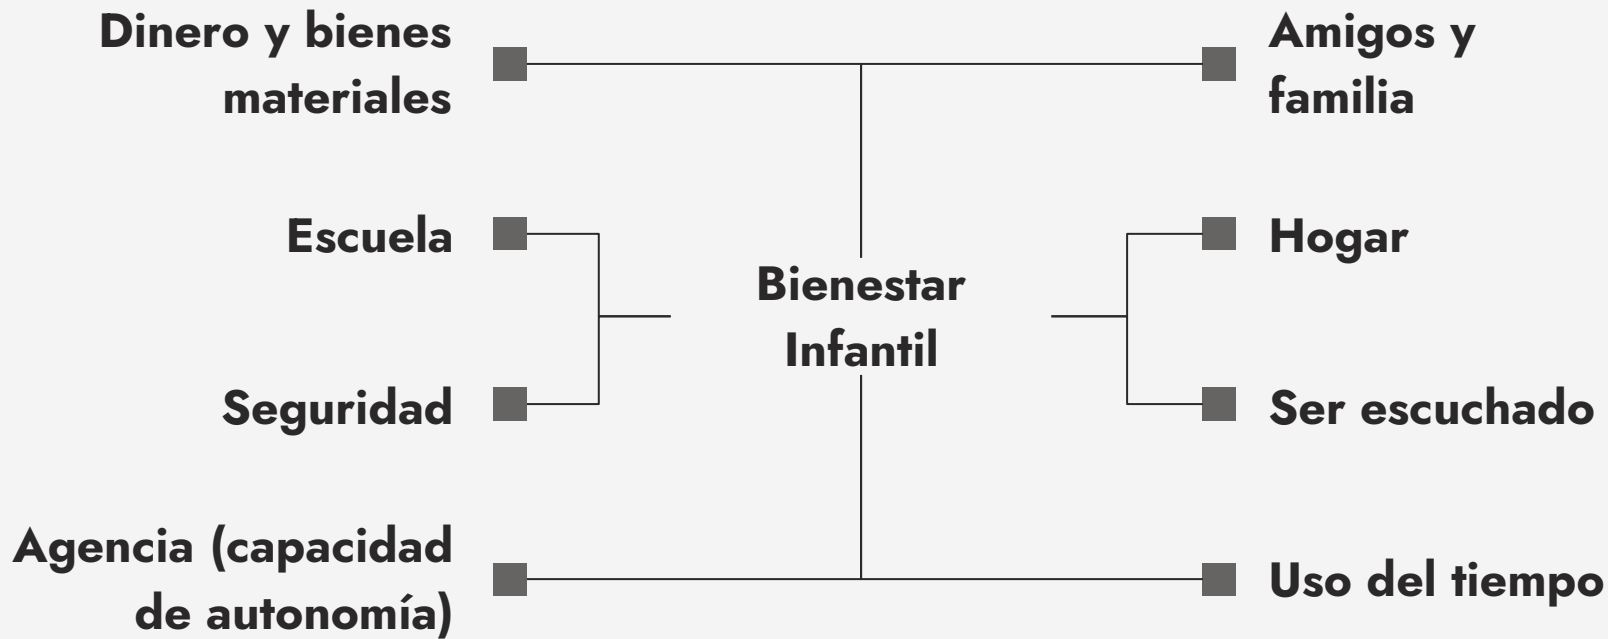 Dinero y bienes
materiales
Amigos y
familia
Escuela
Hogar
Bienestar
Infantil
Seguridad
Ser escuchado
Agencia (capacidad
de autonomía)
Uso del tiempo